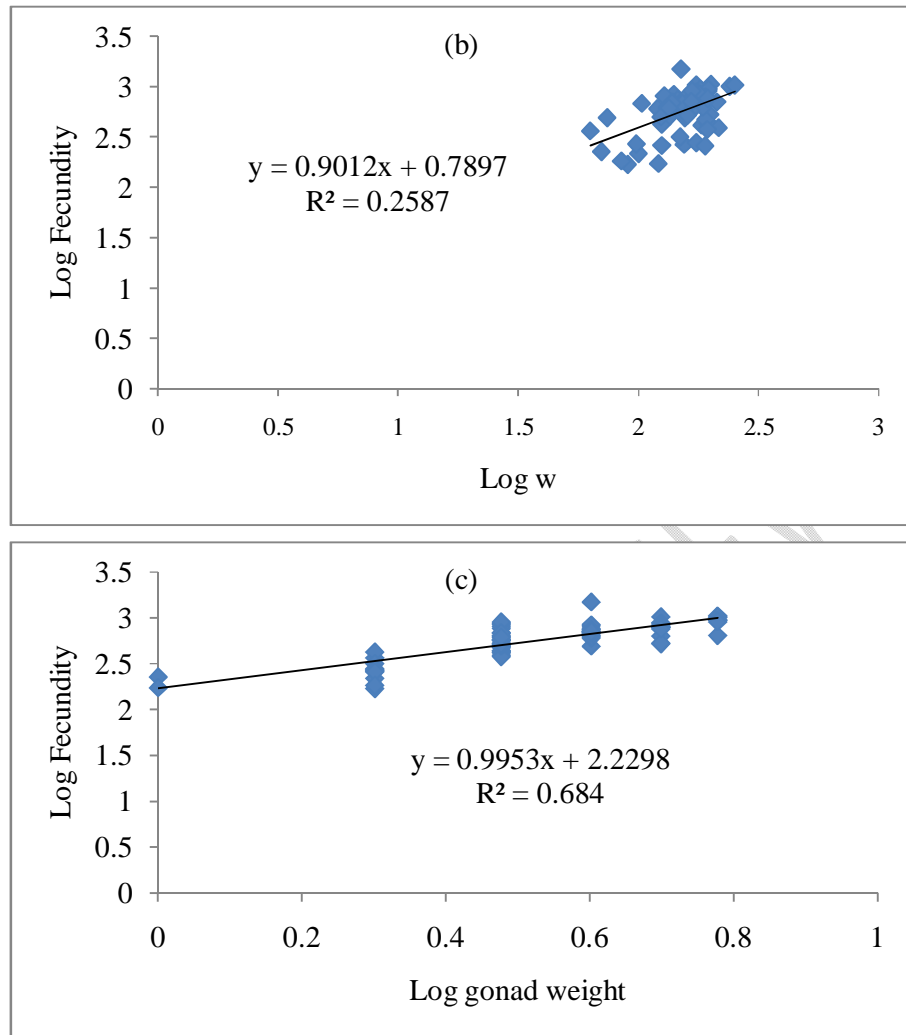 (b)
3.5
3
2.5
2
1.5
1
0.5
0
Log Fecundity
y = 0.9012x + 0.7897
R² = 0.2587
0 0.5 1 1.5 2 2.5 3
Log w
(c)
3.5
3
2.5
2
1.5
1
0.5
0
Log Fecundity
y = 0.9953x + 2.2298
R² = 0.684
0 0.2 0.4 0.6 0.8 1
Log gonad weight